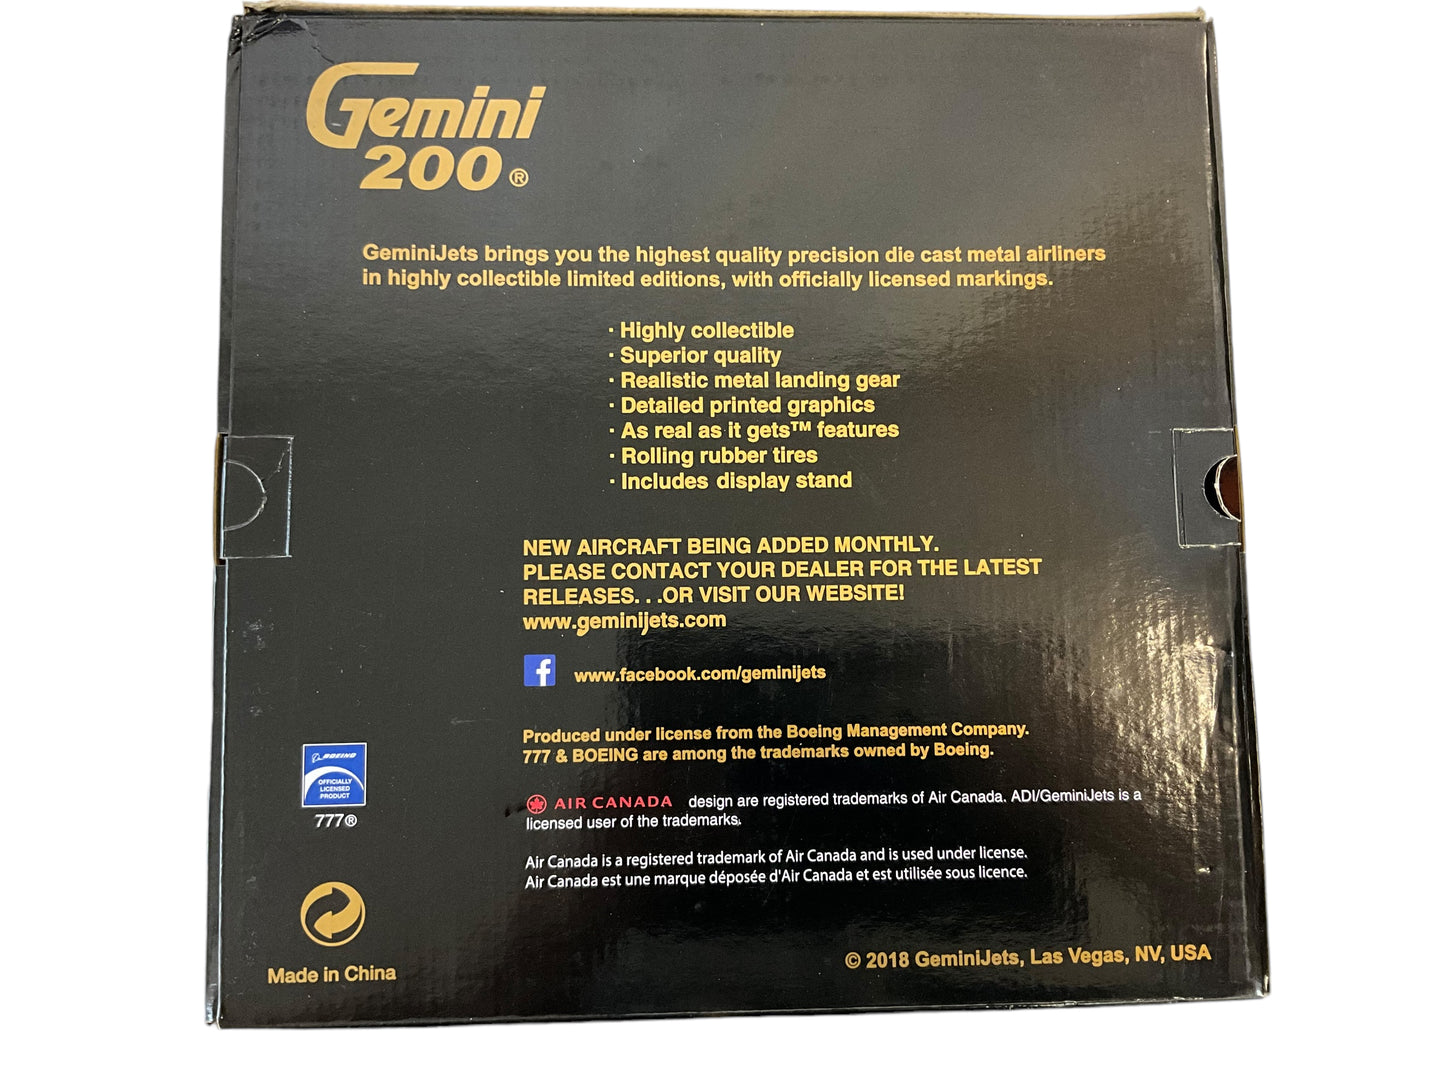 Gemini
200 ®
GeminiJets brings you the highest quality precision die cast metal airliners
in highly collectible limited editions, with officially licensed markings.
· Highly collectible
· Superior quality
· Realistic metal landing gear
· Detailed printed graphics
· As real as it gets™ features
· Rolling rubber tires
· Includes display stand
NEW AIRCRAFT BEING ADDED MONTHLY.
PLEASE CONTACT YOUR DEALER FOR THE LATEST
RELEASES. . .OR VISIT OUR WEBSITE!
www.geminijets.com
f www.facebook.com/geminijets
Produced under license from the Boeing Management Company.
777 & BOEING are among the trademarks owned by Boeing.
BOEING
OFFICIALLY
LICENSED
PRODUCT
777®
AIR CANADA design are registered trademarks of Air Canada. ADI/GeminiJets is a
licensed user of the trademarks.
Air Canada is a registered trademark of Air Canada and is used under license.
Air Canada est une marque déposée d'Air Canada et est utilisée sous licence.
Made in China
© 2018 GeminiJets, Las Vegas, NV, USA